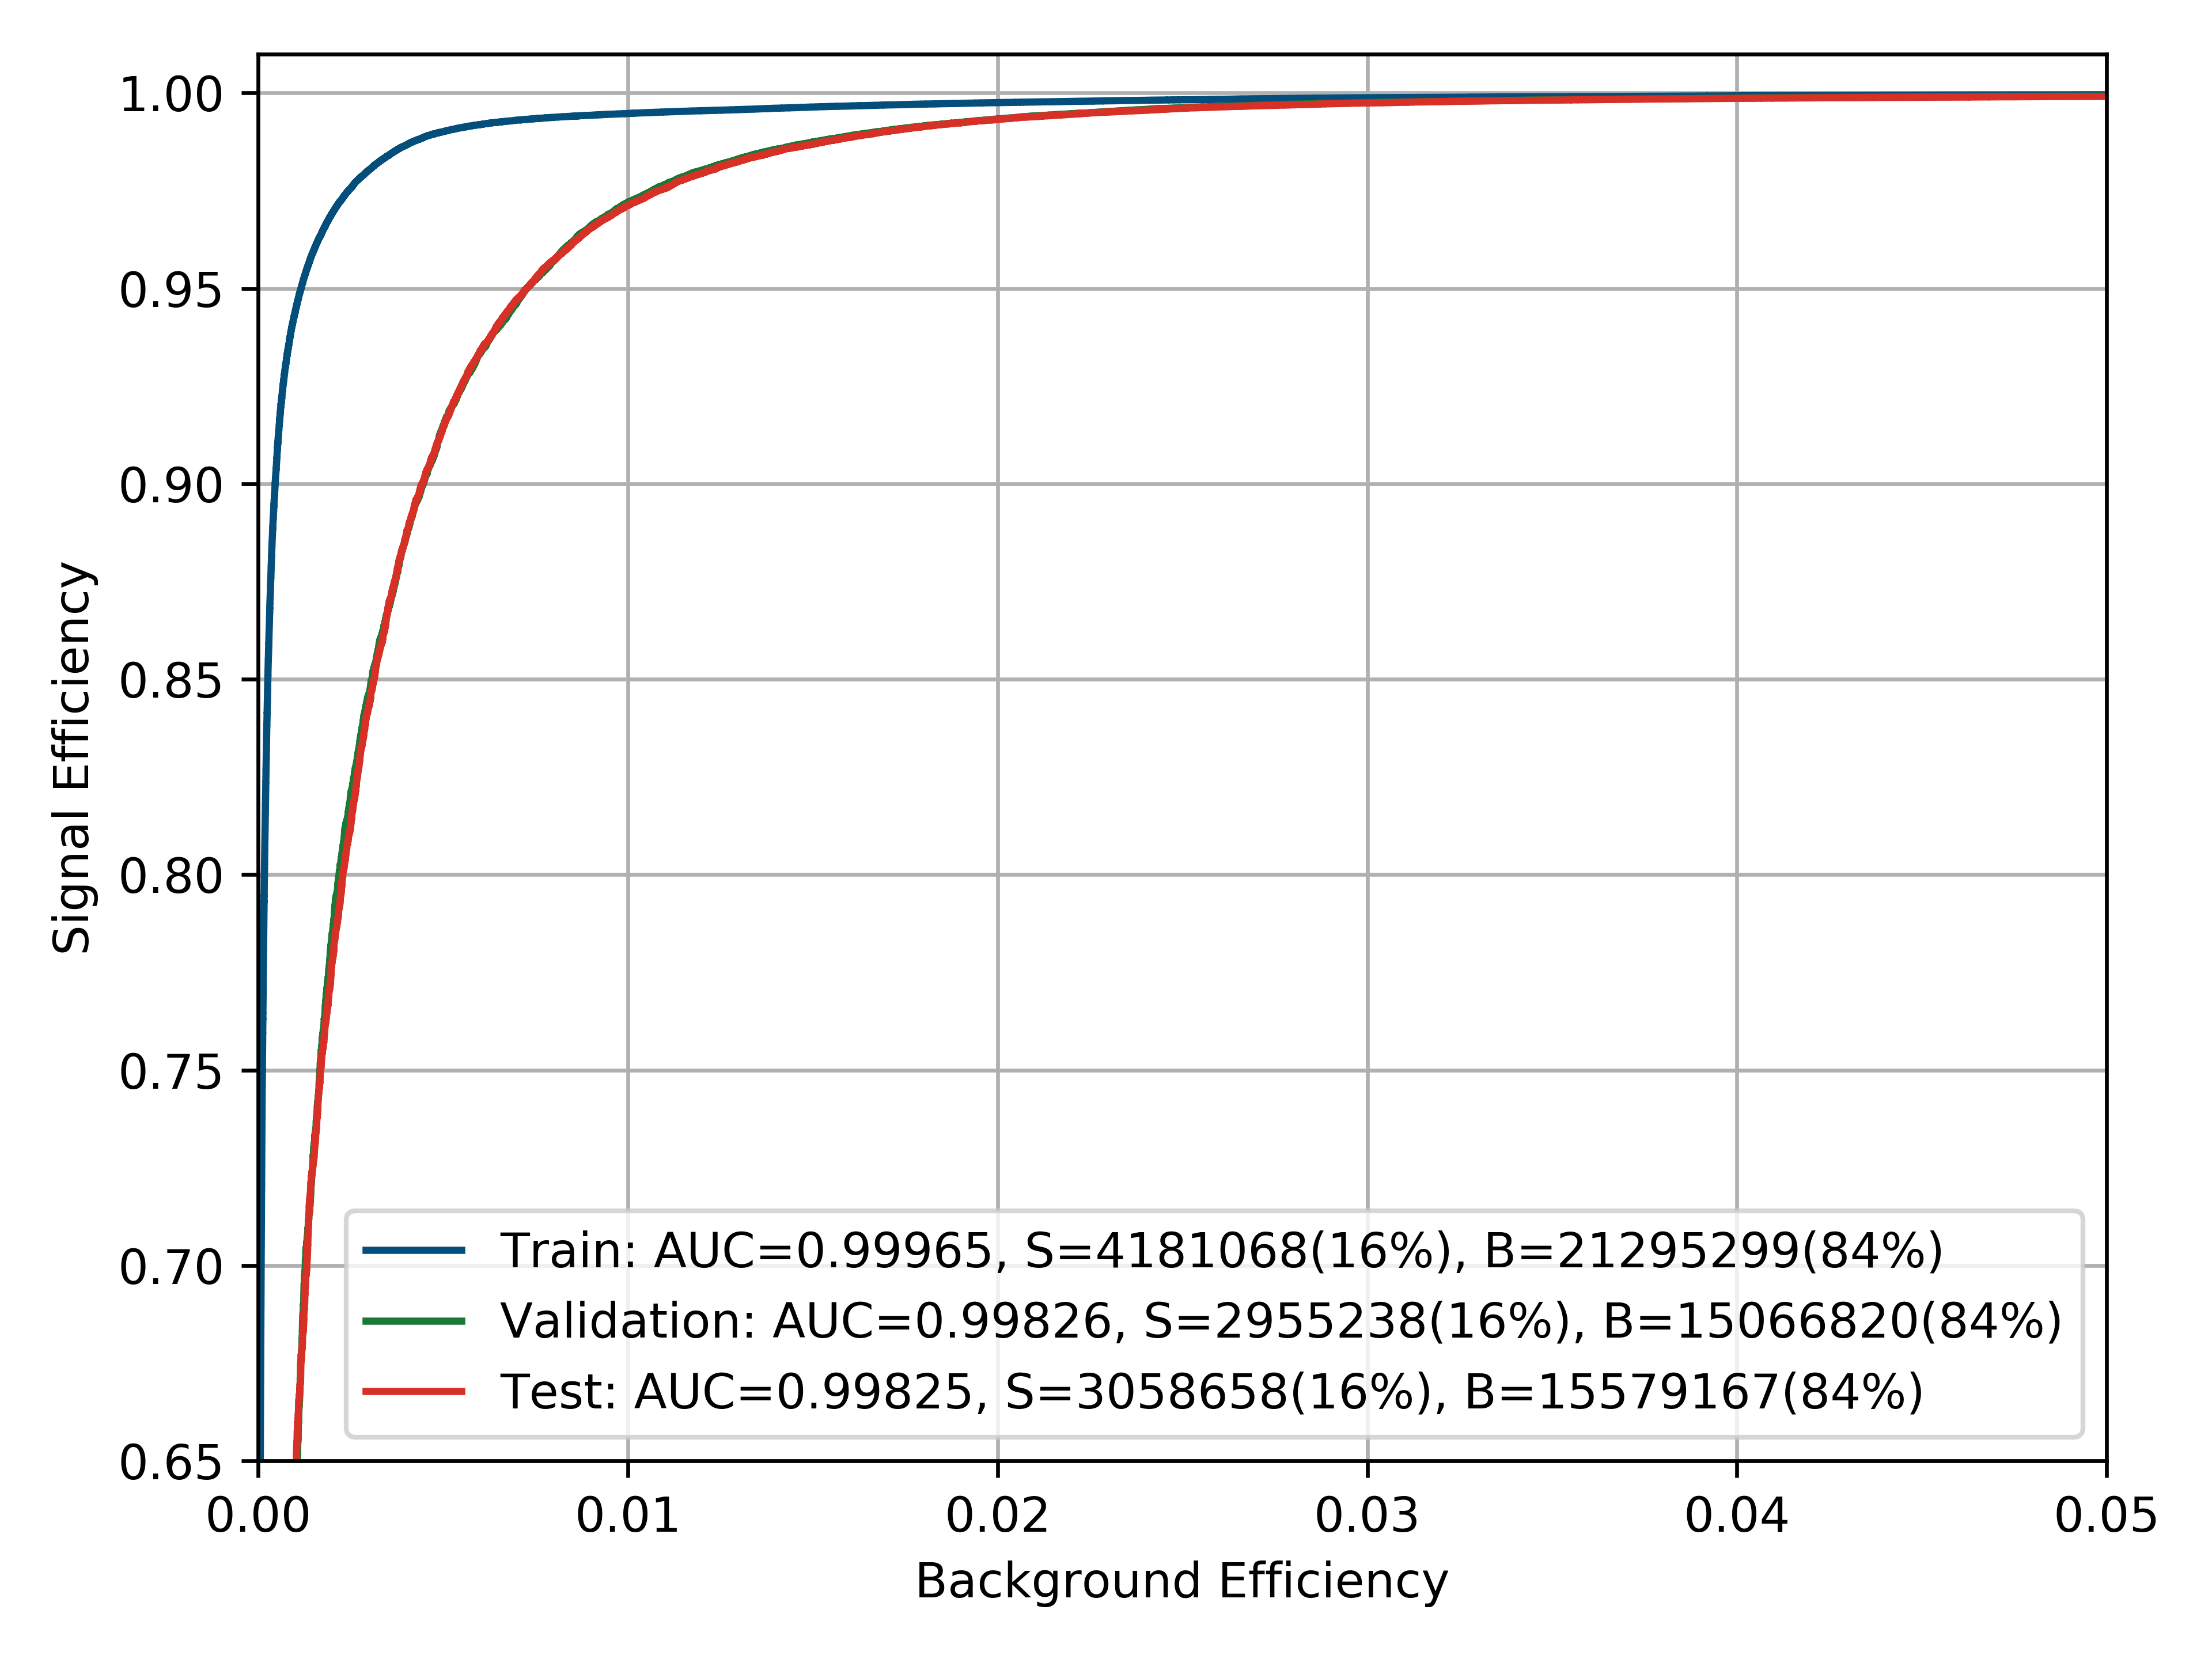 1.00
0.95
0.90
0.85
0.80
0.75
0.70
0.65
Signal Efficiency
Train: AUC=0.99965, S=4181068(16%), B=21295299(84%)
Validation: AUC=0.99826, S=2955238(16%), B=15066820(84%)
Test: AUC=0.99825, S=3058658(16%), B=15579167(84%)
0.00 0.01 0.02 0.03 0.04 0.05
Background Efficiency